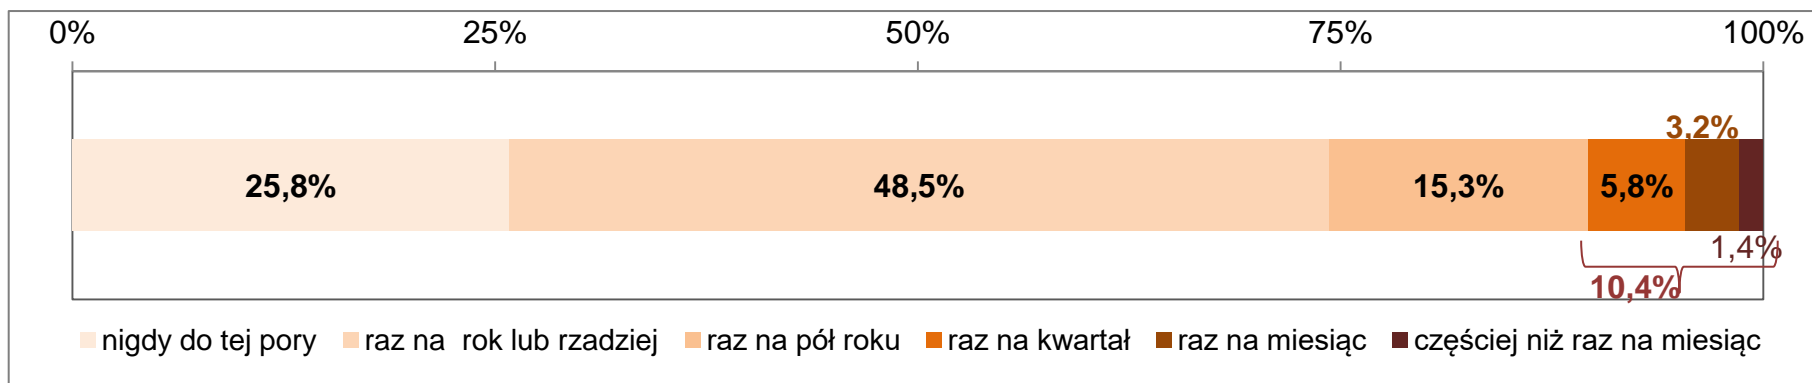 0% 25% 50% 75% 100%
3,2%
25,8% 48,5% 15,3% 5,8%
1,4%
10,4%
nigdy do tej pory raz na rok lub rzadziej raz na pół roku raz na kwartał raz na miesiąc częściej niż raz na miesiąc